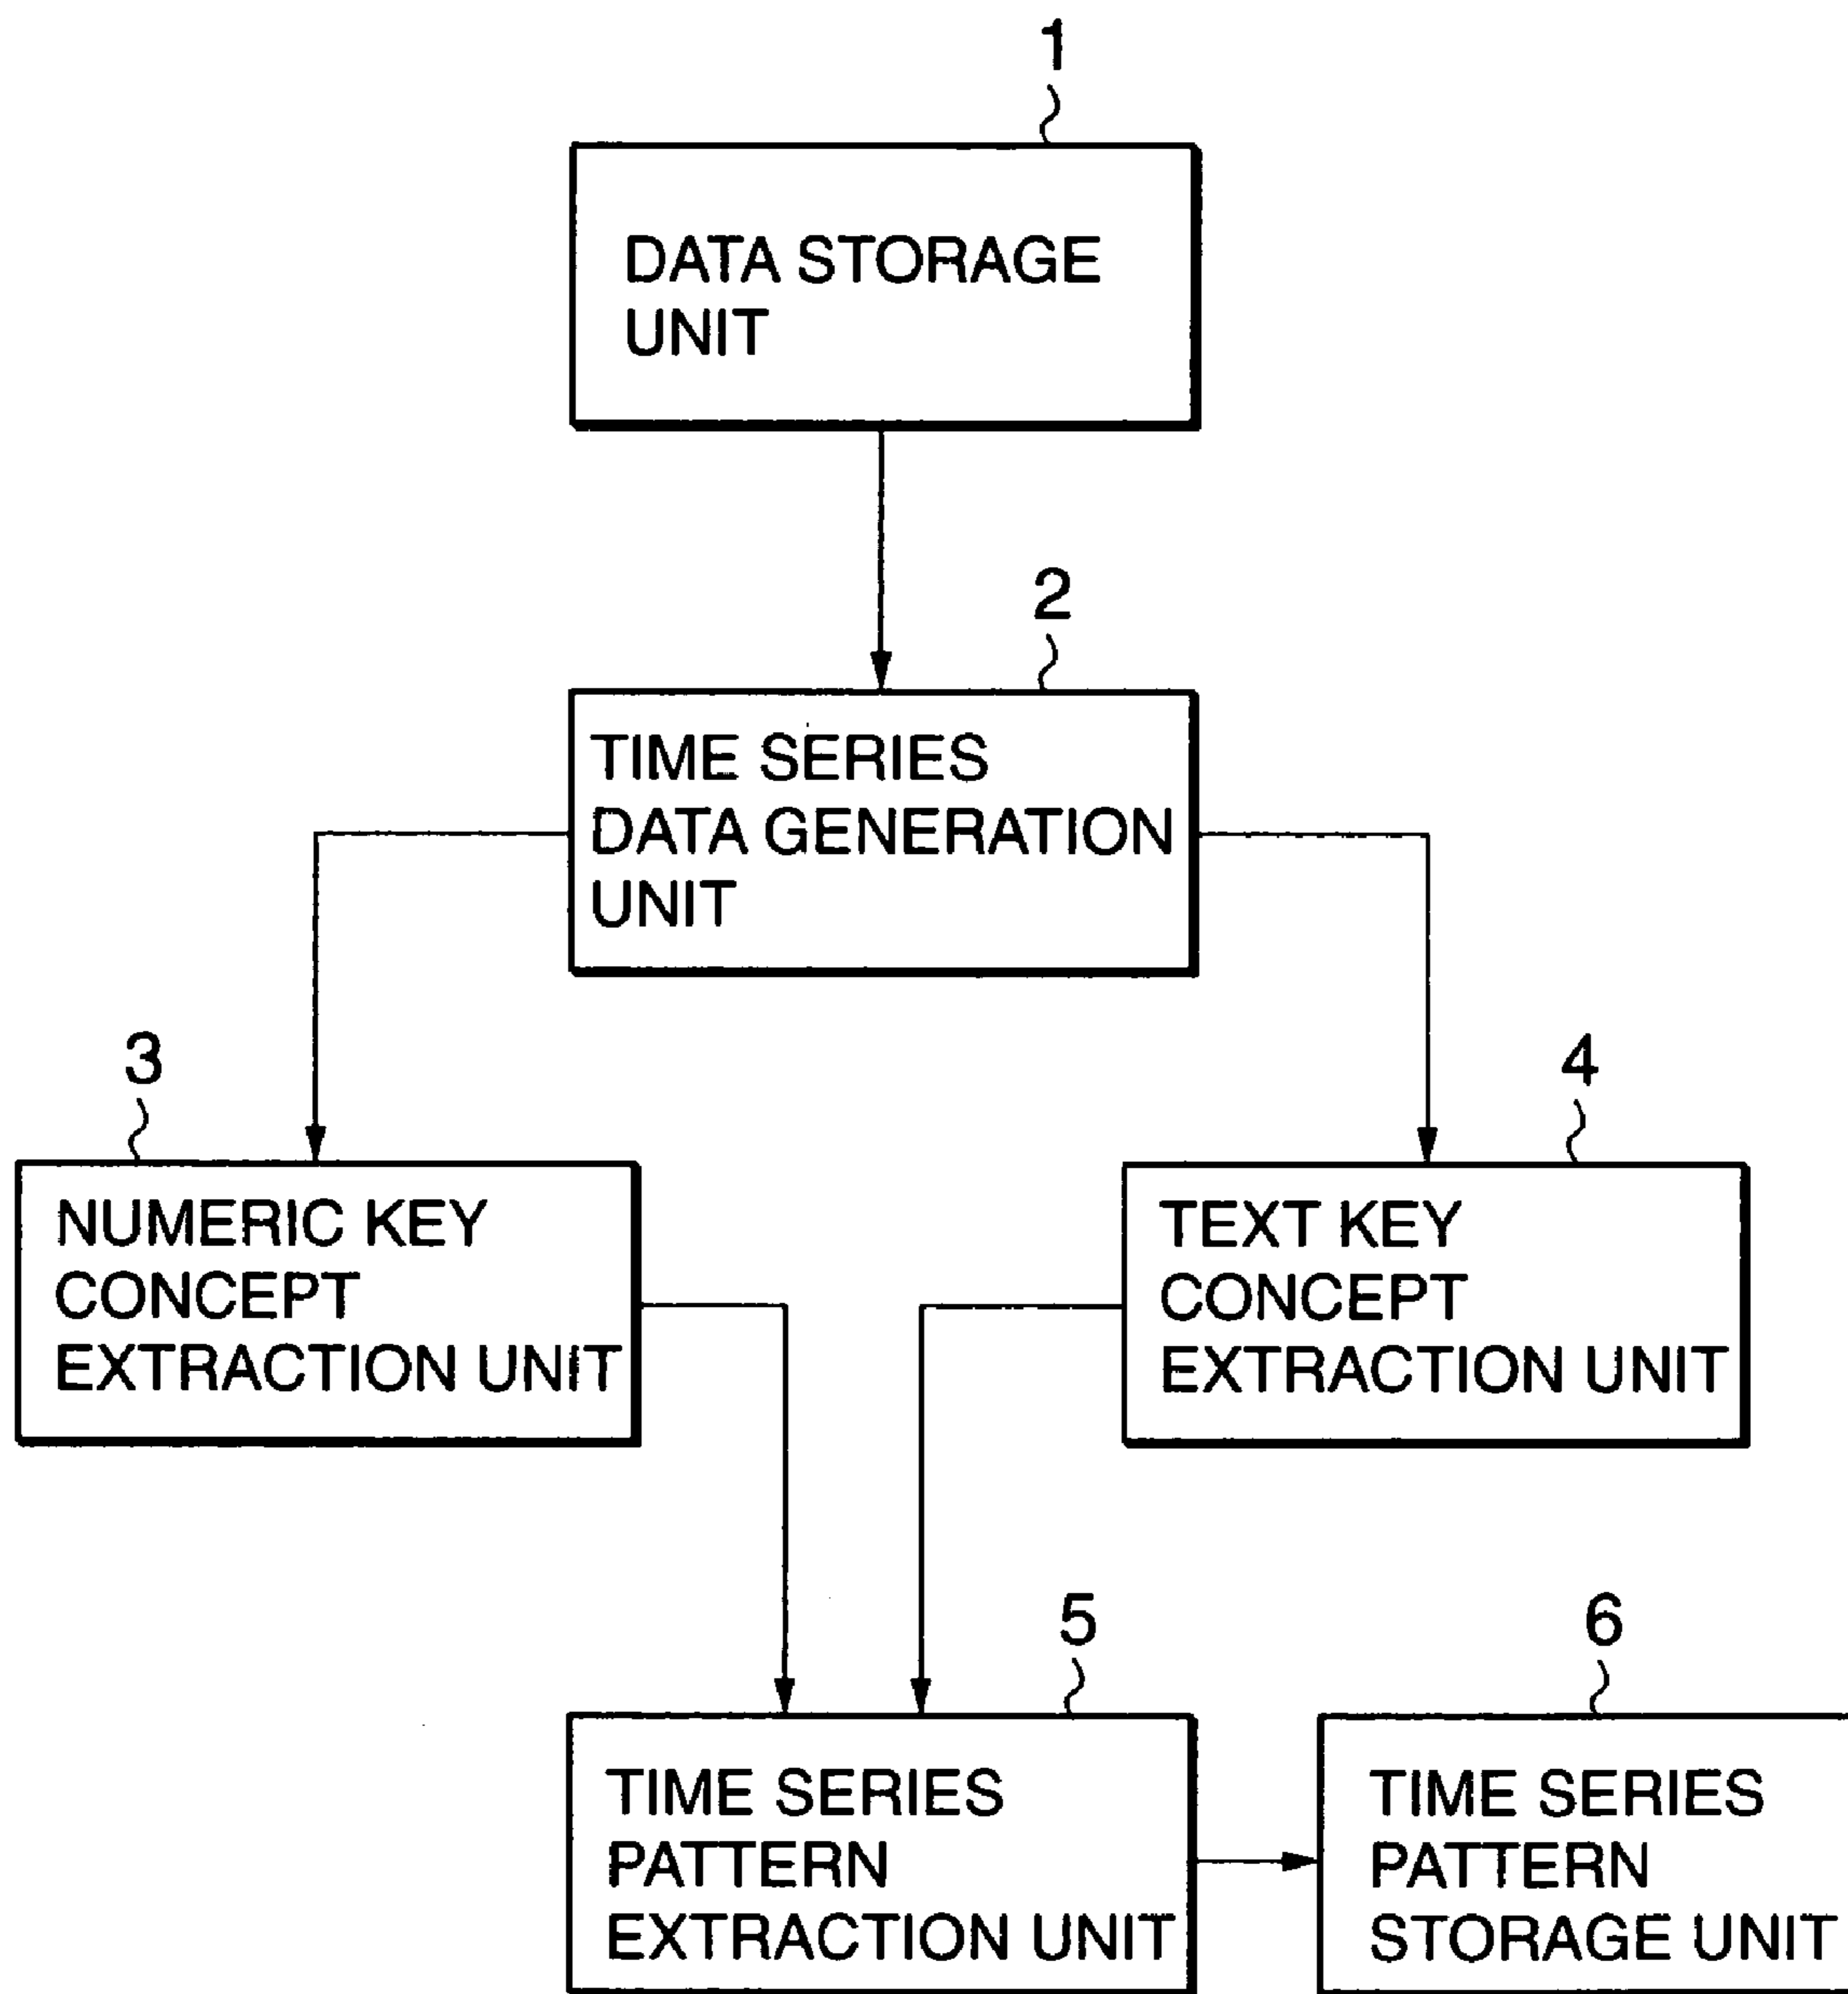 1
DATA STORAGE
UNIT
2
TIME SERIES
DATA GENERATION
UNIT
3
NUMERIC KEY
CONCEPT
EXTRACTION UNIT
4
TEXT KEY
CONCEPT
EXTRACTION UNIT
5
TIME SERIES
PATTERN
EXTRACTION UNIT
6
TIME SERIES
PATTERN
STORAGE UNIT